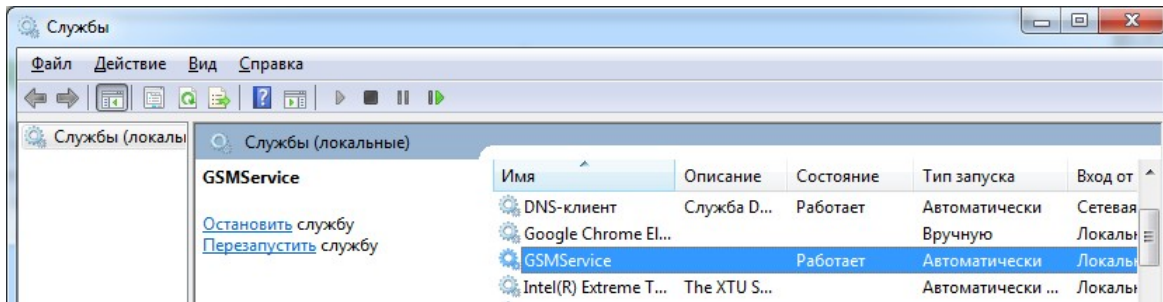 Службы
Файл Действие Вид Справка
Службы (локалы
Службы (локальные)
GSMService
Остановить службу
Перезапустить службу
Имя Описание Состояние Тип запуска Вход от
DNS-клиент Служба D... Работает Автоматически Сетевая
Google Chrome El... Вручную Локальн
GSMService Работает Автоматически Локальн
Intel(R) Extreme T... The XTU S... Автоматически ... Локальн